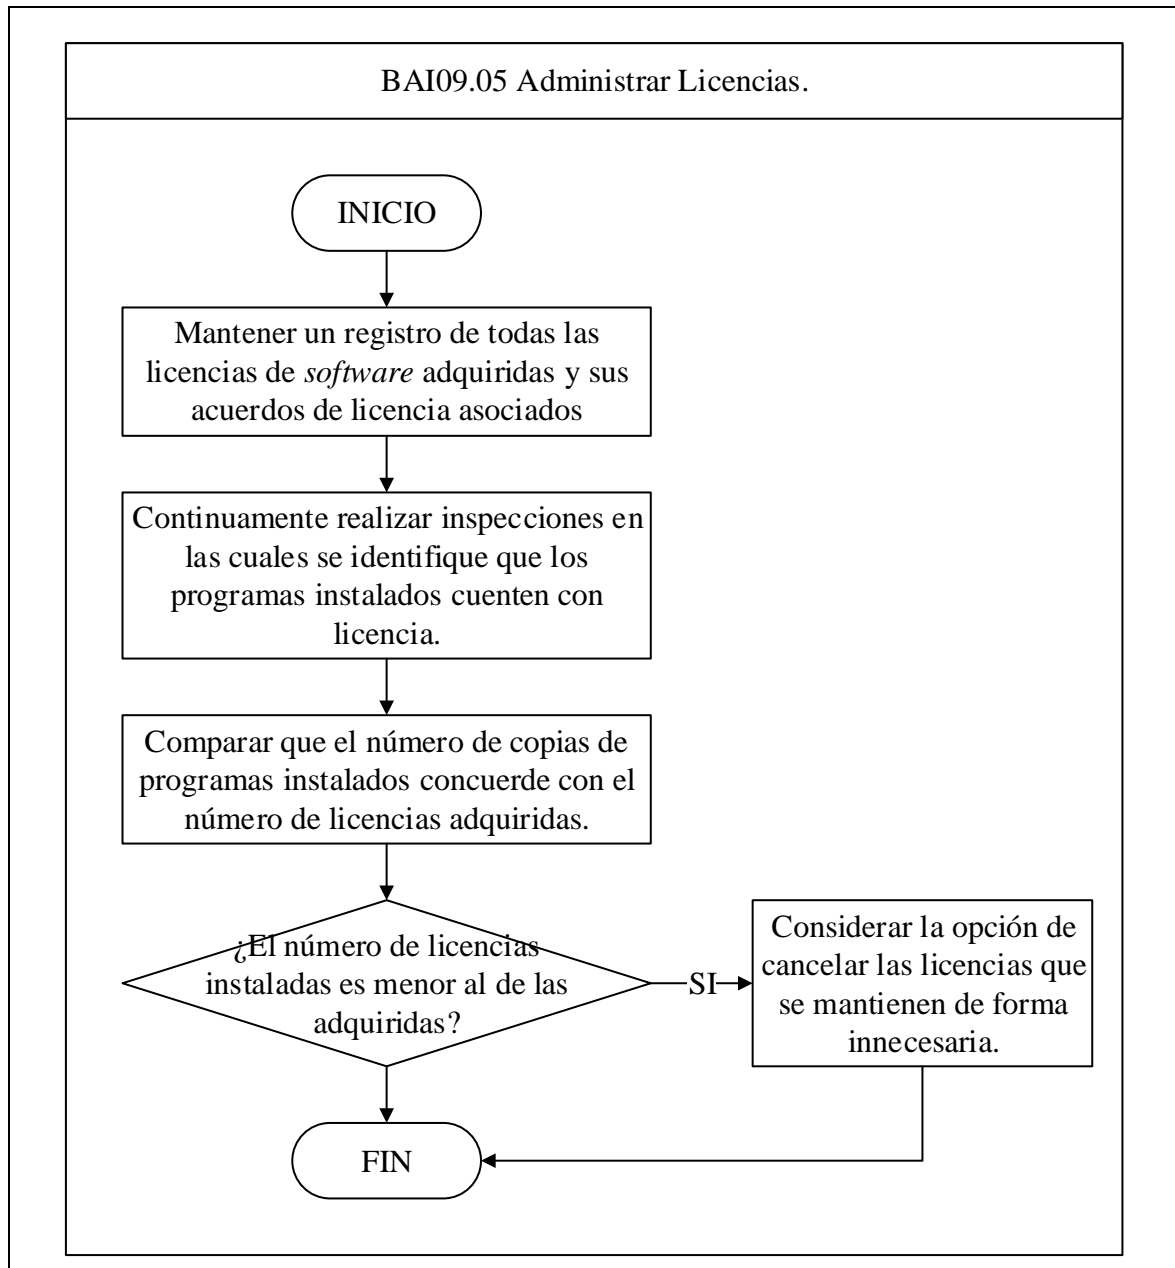 BAI09.05 Administrar Licencias.
INICIO
Mantener un registro de todas las
licencias de software adquiridas y sus
acuerdos de licencia asociados
Continuamente realizar inspecciones en
las cuales se identifique que los
programas instalados cuenten con
licencia.
Comparar que el número de copias de
programas instalados concuerde con el
número de licencias adquiridas.
¿El número de licencias
instaladas es menor al de las
adquiridas?
SI
Considerar la opción de
cancelar las licencias que
se mantienen de forma
innecesaria.
FIN